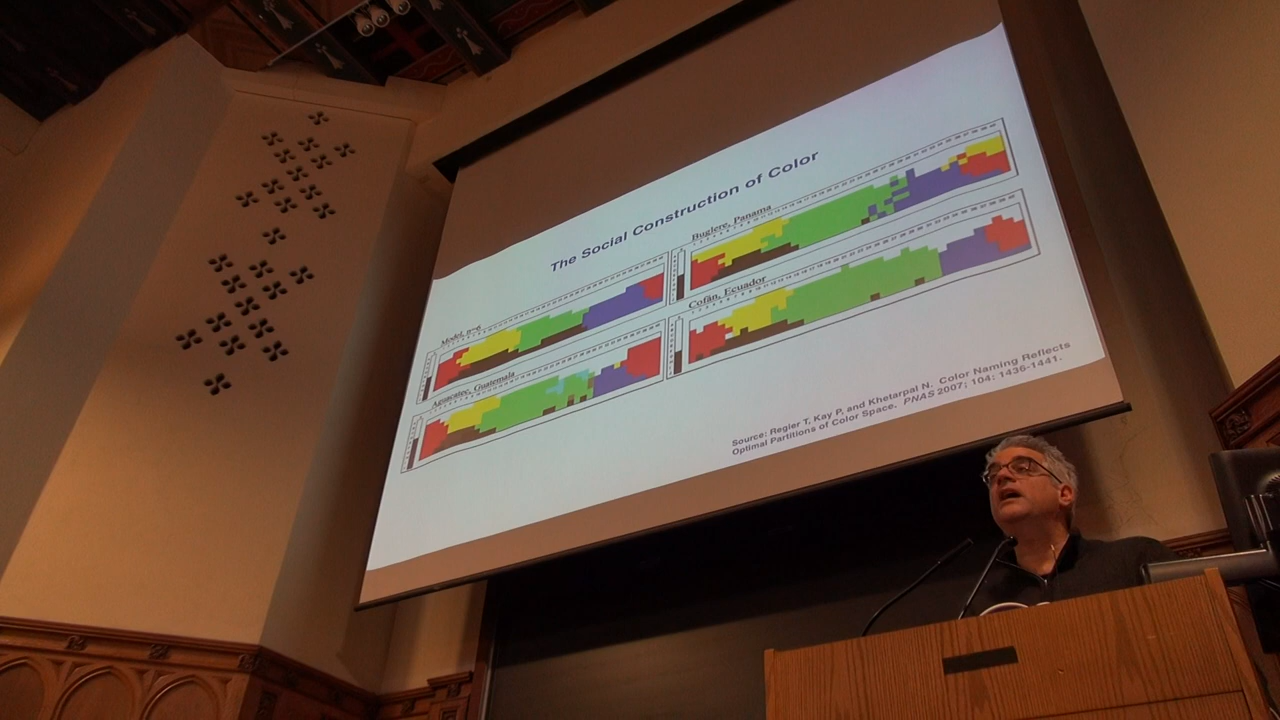 The Social Construction of Color
Model, n=6
Buglere, Panama
Aguacatec, Guatemala
Cofán, Ecuador
Source: Regier T, Kay P, and Khetarpal N. Color Naming Reflects
Optimal Partitions of Color Space. PNAS 2007; 104: 1436-1441.